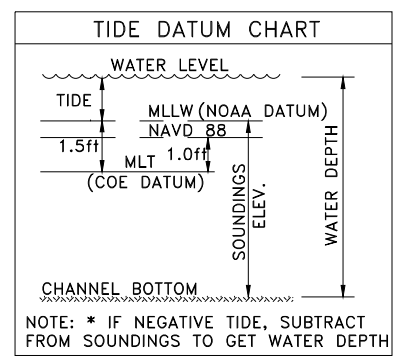 TIDE DATUM CHART
WATER LEVEL
TIDE
MLLW (NOAA DATUM)
NAVD 88
1.5ft
1.0ft
MLT
(COE DATUM)
SOUNDINGS
ELEV.
WATER DEPTH
CHANNEL BOTTOM
NOTE: * IF NEGATIVE TIDE, SUBTRACT
FROM SOUNDINGS TO GET WATER DEPTH